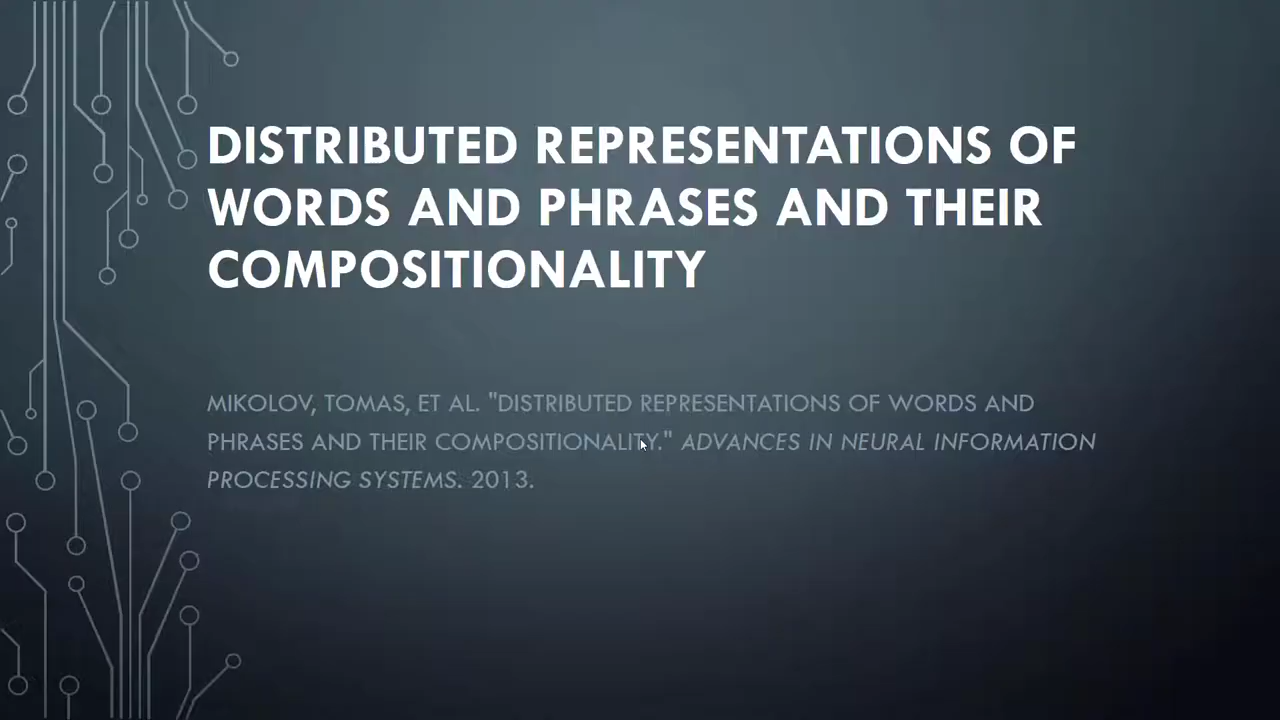 DISTRIBUTED REPRESENTATIONS OF
WORDS AND PHRASES AND THEIR
COMPOSITIONALITY
MIKOLOV, TOMAS, ET AL. "DISTRIBUTED REPRESENTATIONS OF WORDS AND
PHRASES AND THEIR COMPOSITIONALITY." ADVANCES IN NEURAL INFORMATION
PROCESSING SYSTEMS. 2013.